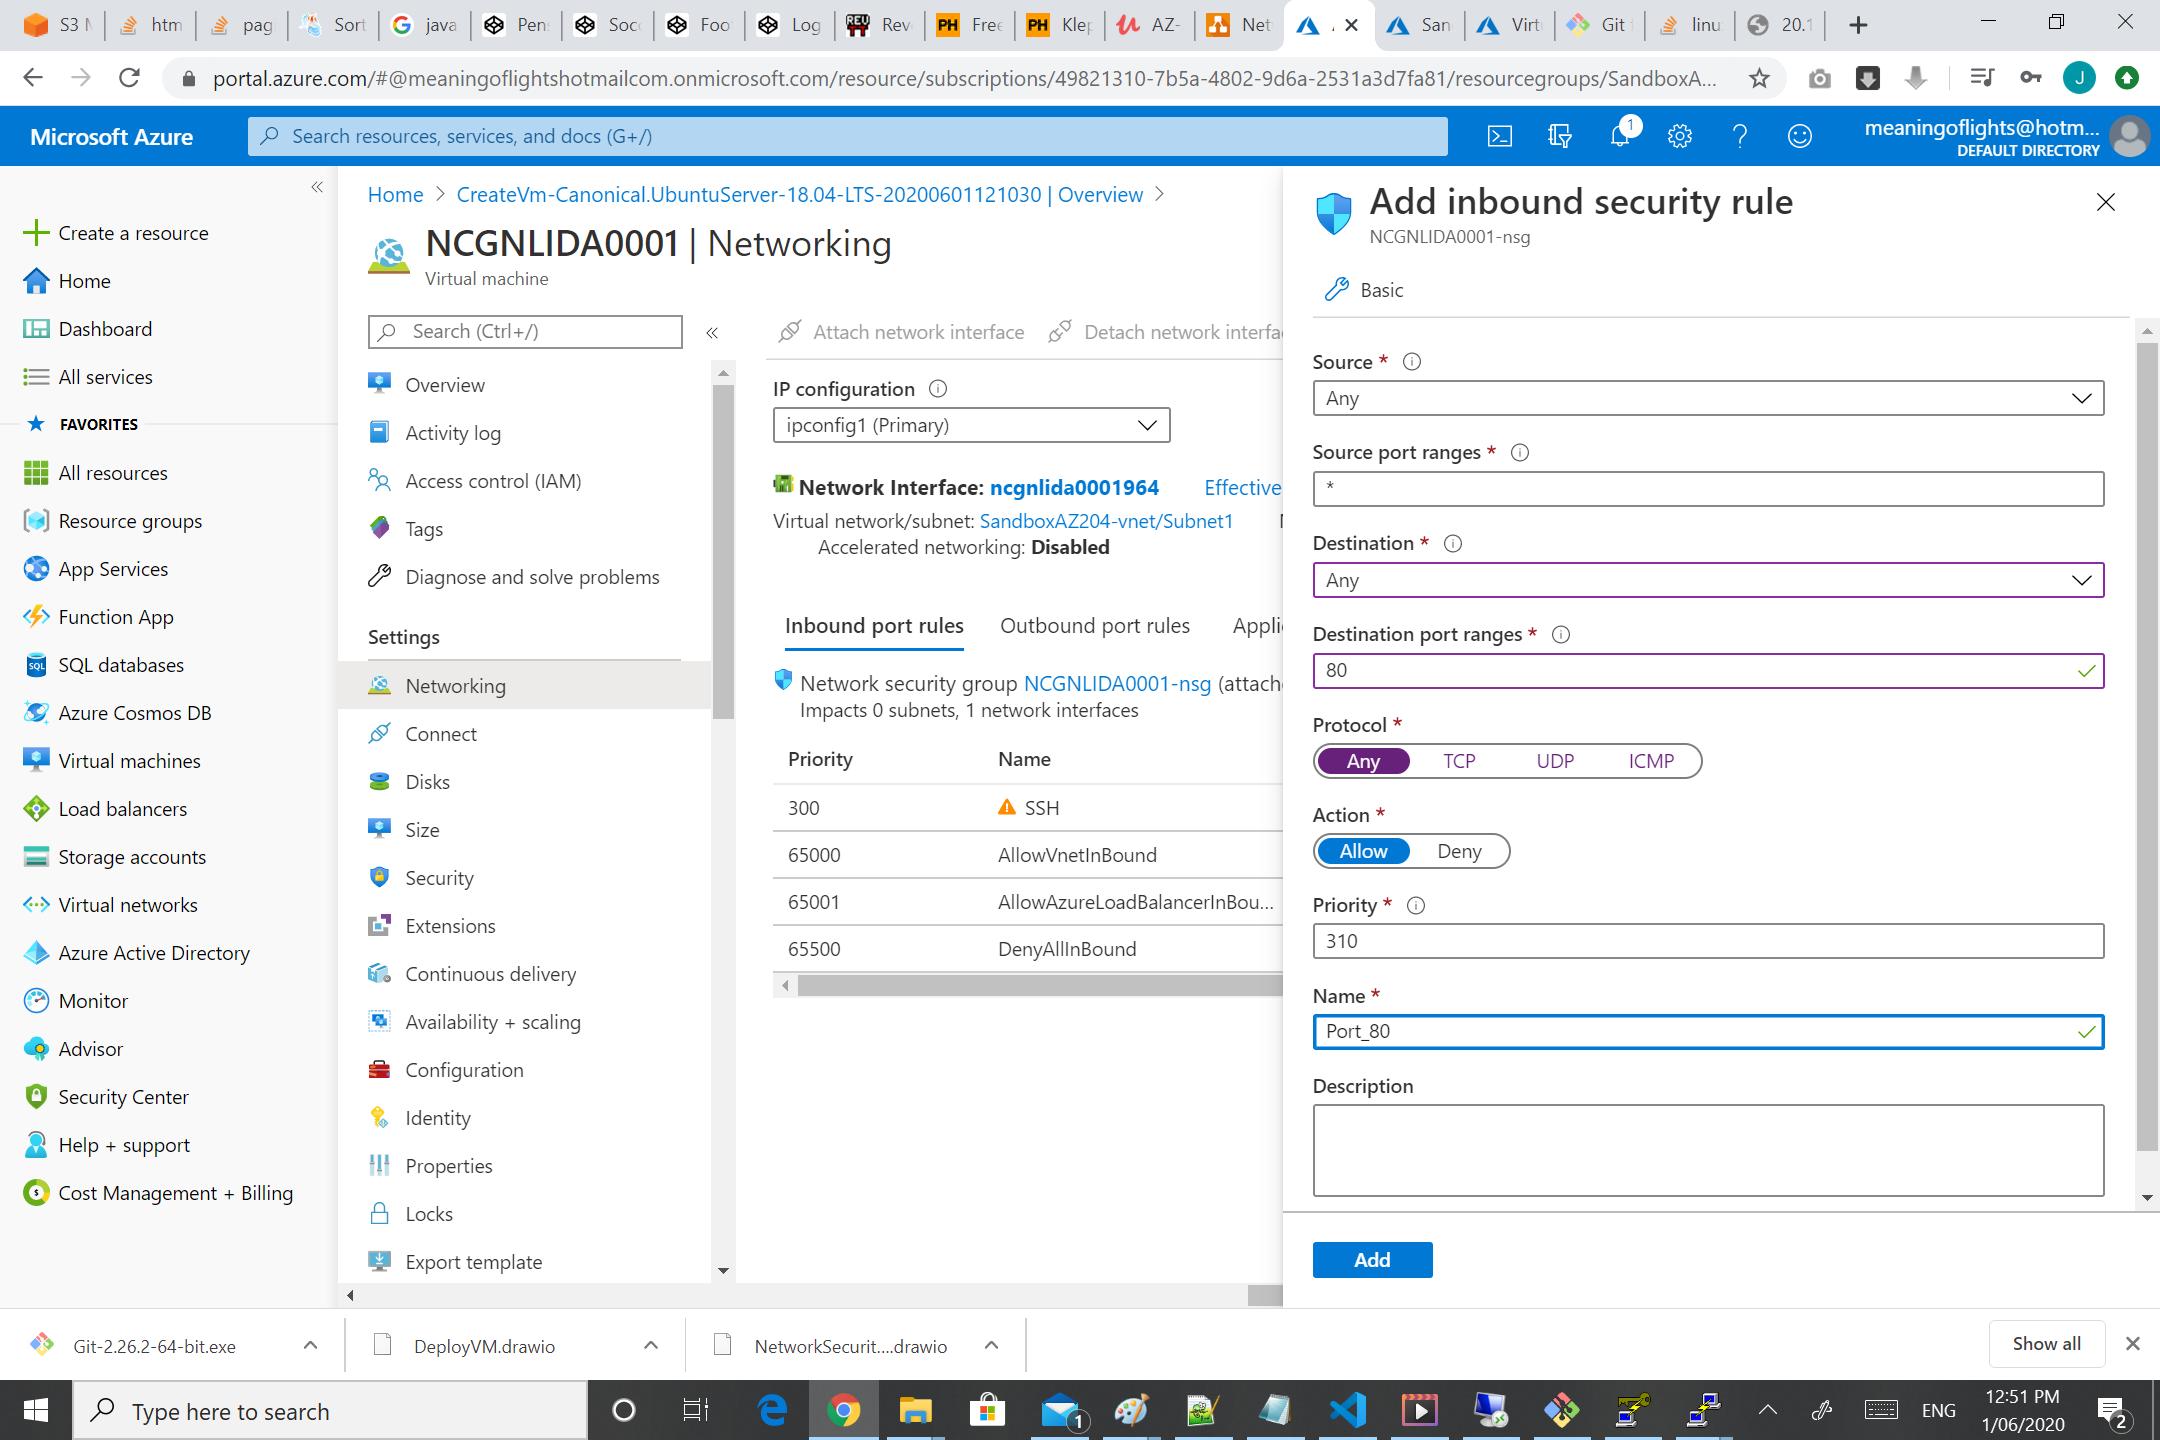 S3 M
htm
pag
Sort
java
Pen
Soc
Foo
Log
REU
Rev
PH
Free
PH
Klep
AZ-
Net
San
Virtu
Git f
linu
20.1
portal.azure.com/#@meaningoflightshotmailcom.onmicrosoft.com/resource/subscriptions/49821310-7b5a-4802-9d6a-2531a3d7fa81/resourcegroups/SandboxA...
J
Microsoft Azure
Search resources, services, and docs (G+/)
1
meaningoflights@hotm...
DEFAULT DIRECTORY
Create a resource
Home
Dashboard
All services
FAVORITES
All resources
Resource groups
App Services
Function App
SQL
SQL databases
Azure Cosmos DB
Virtual machines
Load balancers
Storage accounts
Virtual networks
Azure Active Directory
Monitor
Advisor
Security Center
Help + support
Cost Management + Billing
Home > CreateVm-Canonical.UbuntuServer-18.04-LTS-20200601121030 | Overview >
NCGNLIDA0001 | Networking
Virtual machine
Search (Ctrl+/)
Overview
Activity log
Access control (IAM)
Tags
Diagnose and solve problems
Settings
Networking
Connect
Disks
Size
Security
Extensions
Continuous delivery
Availability + scaling
Configuration
Identity
Properties
Locks
Export template
Attach network interface
Detach network interfa
IP configuration
ipconfig1 (Primary)
Network Interface: ncgnlida0001964
Effective
Virtual network/subnet: SandboxAZ204-vnet/Subnet1
Accelerated networking: Disabled
Inbound port rules
Outbound port rules
Appli
Network security group NCGNLIDA0001-nsg (attach
Impacts 0 subnets, 1 network interfaces
Priority Name
300 SSH
65000 AllowVnetInBound
65001 AllowAzureLoadBalancerInBou...
65500 DenyAllInBound
Add inbound security rule
NCGNLIDA0001-nsg
Basic
Source *
Any
Source port ranges *
*
Destination *
Any
Destination port ranges *
80
Protocol *
Any TCP UDP ICMP
Action *
Allow Deny
Priority *
310
Name *
Port_80
Description
Add
Git-2.26.2-64-bit.exe
DeployVM.drawio
NetworkSecurit....drawio
Show all
Type here to search
1
ENG
12:51 PM
1/06/2020
2